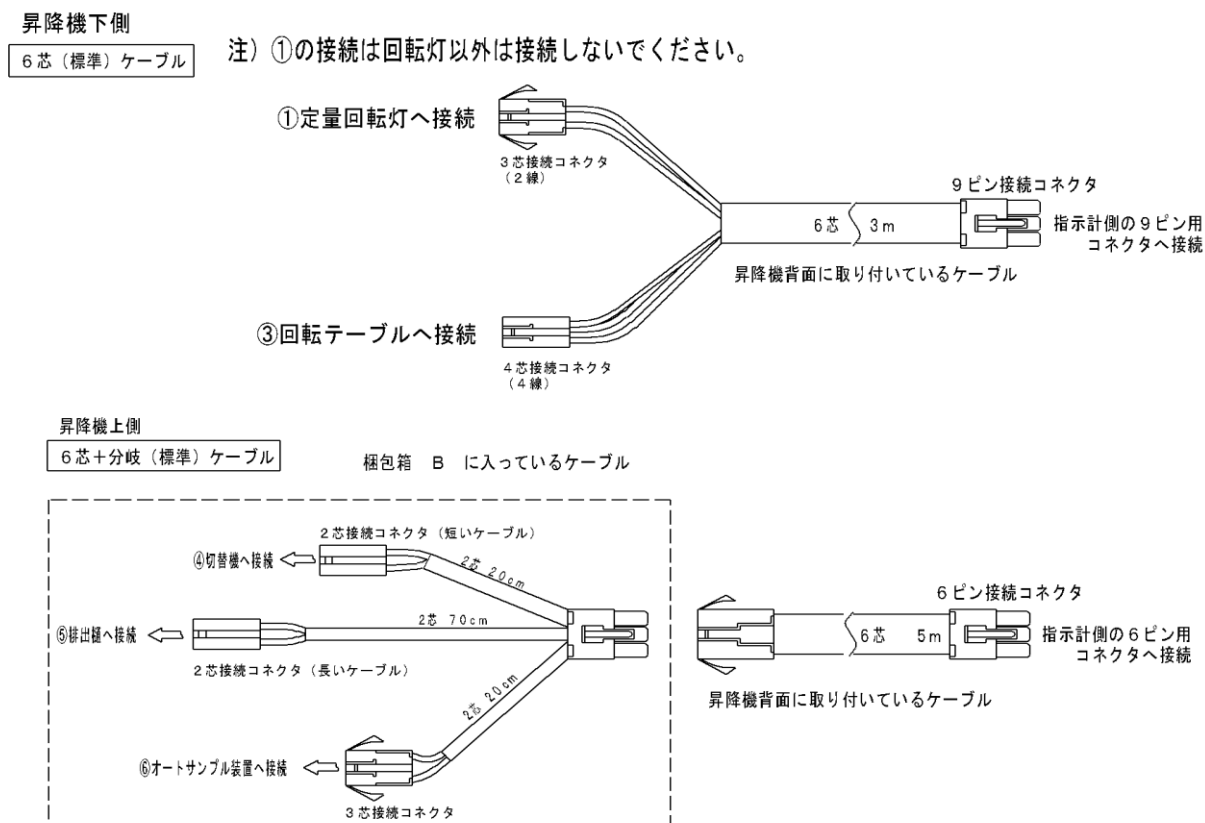 昇降機下側
6芯(標準)ケーブル
注)①の接続は回転灯以外は接続しないでください。
①定量回転灯へ接続
3芯接続コネクタ
(2線)
9ピン接続コネクタ
6芯 3m
指示計側の9ピン用
コネクタへ接続
昇降機背面に取り付いているケーブル
③回転テーブルへ接続
4芯接続コネクタ
(4線)
昇降機上側
6芯+分岐(標準)ケーブル
梱包箱 B に入っているケーブル
2芯接続コネクタ(短いケーブル)
④切替機へ接続
2芯 20cm
6ピン接続コネクタ
⑤排出樋へ接続
2芯 70cm
6芯 5m
指示計側の6ピン用
コネクタへ接続
2芯接続コネクタ(長いケーブル)
2芯 20cm
昇降機背面に取り付いているケーブル
⑥オートサンプル装置へ接続
3芯接続コネクタ